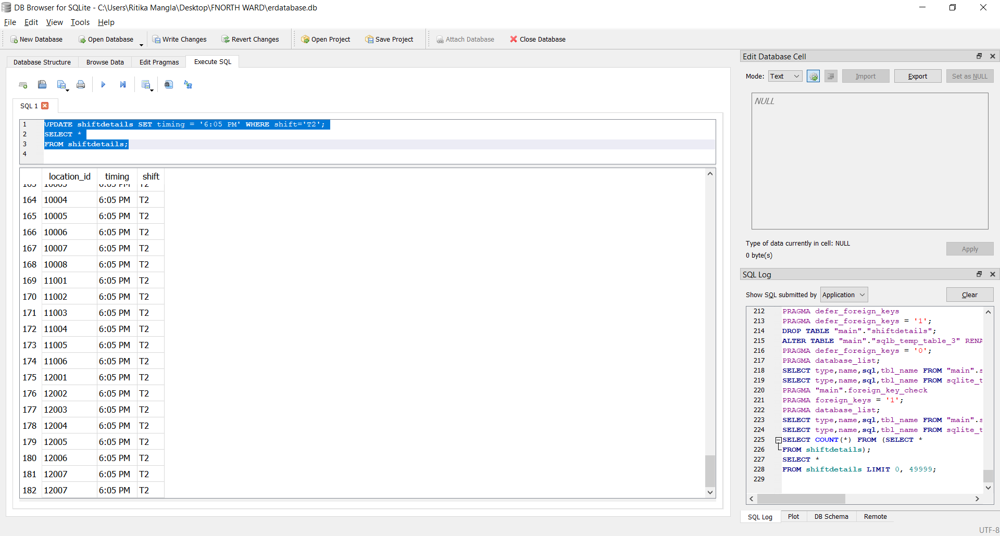 DB Browser for SQLite - C:\Users\Ritika Mangla\Desktop\FNORTH WARD\erdatabase.db
File Edit View Tools Help
New Database Open Database Write Changes Revert Changes Open Project Save Project Attach Database Close Database
Database Structure Browse Data Edit Pragmas Execute SQL
SQL 1
1 UPDATE shiftdetails SET timing = '6:05 PM' WHERE shift='T2';
2 SELECT *
3 FROM shiftdetails;
4
location_id timing shift
163 10003 6:05 PM T2
164 10004 6:05 PM T2
165 10005 6:05 PM T2
166 10006 6:05 PM T2
167 10007 6:05 PM T2
168 10008 6:05 PM T2
169 11001 6:05 PM T2
170 11002 6:05 PM T2
171 11003 6:05 PM T2
172 11004 6:05 PM T2
173 11005 6:05 PM T2
174 11006 6:05 PM T2
175 12001 6:05 PM T2
176 12002 6:05 PM T2
177 12003 6:05 PM T2
178 12004 6:05 PM T2
179 12005 6:05 PM T2
180 12006 6:05 PM T2
181 12007 6:05 PM T2
182 12007 6:05 PM T2
Edit Database Cell
Mode: Text Import Export Set as NULL
NULL
Type of data currently in cell: NULL
0 byte(s)
Apply
SQL Log
Show SQL submitted by Application Clear
212 PRAGMA defer_foreign_keys
213 PRAGMA defer_foreign_keys = '1';
214 DROP TABLE "main"."shiftdetails";
215 ALTER TABLE "main"."sqlb_temp_table_3" RENA
216 PRAGMA defer_foreign_keys = '0';
217 PRAGMA database_list;
218 SELECT type,name,sql,tbl_name FROM "main".s
219 SELECT type,name,sql,tbl_name FROM sqlite_t
220 PRAGMA "main".foreign_key_check
221 PRAGMA foreign_keys = '1';
222 PRAGMA database_list;
223 SELECT type,name,sql,tbl_name FROM "main".s
224 SELECT type,name,sql,tbl_name FROM sqlite_t
225 SELECT COUNT(*) FROM (SELECT *
226 FROM shiftdetails);
227 SELECT *
228 FROM shiftdetails LIMIT 0, 49999;
229
SQL Log Plot DB Schema Remote
UTF-8